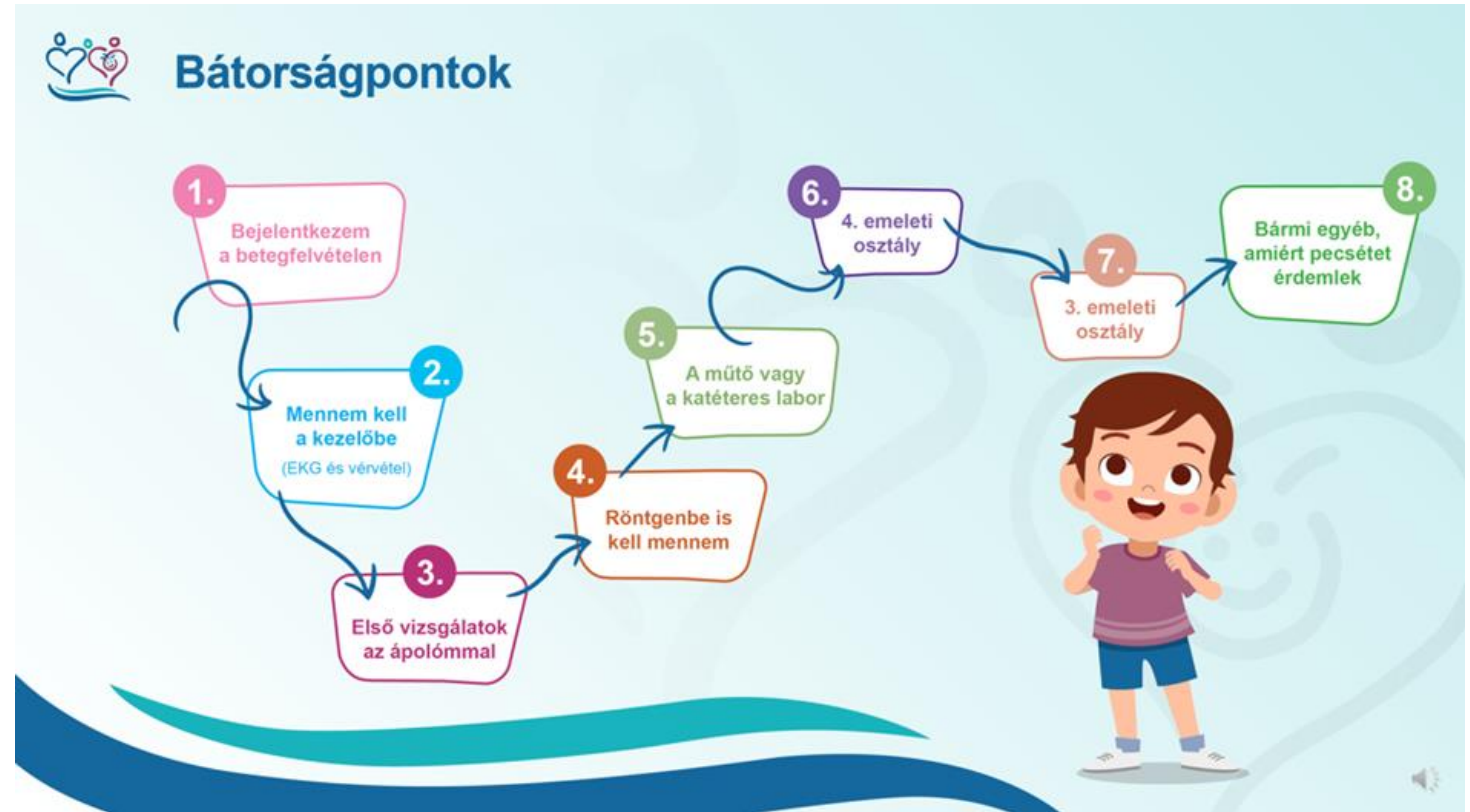 Bátorságpontok
1.
Bejelentkezem
a betegfelvételen
2.
Mennem kell
a kezelőbe
(EKG és vérvétel)
3.
Első vizsgálatok
az ápolómmal
4.
Röntgenbe is
kell mennem
5.
A műtő vagy
a katéteres labor
6.
4. emeleti
osztály
7.
3. emeleti
osztály
8.
Bármi egyéb,
amiért pecsétet
érdemlek